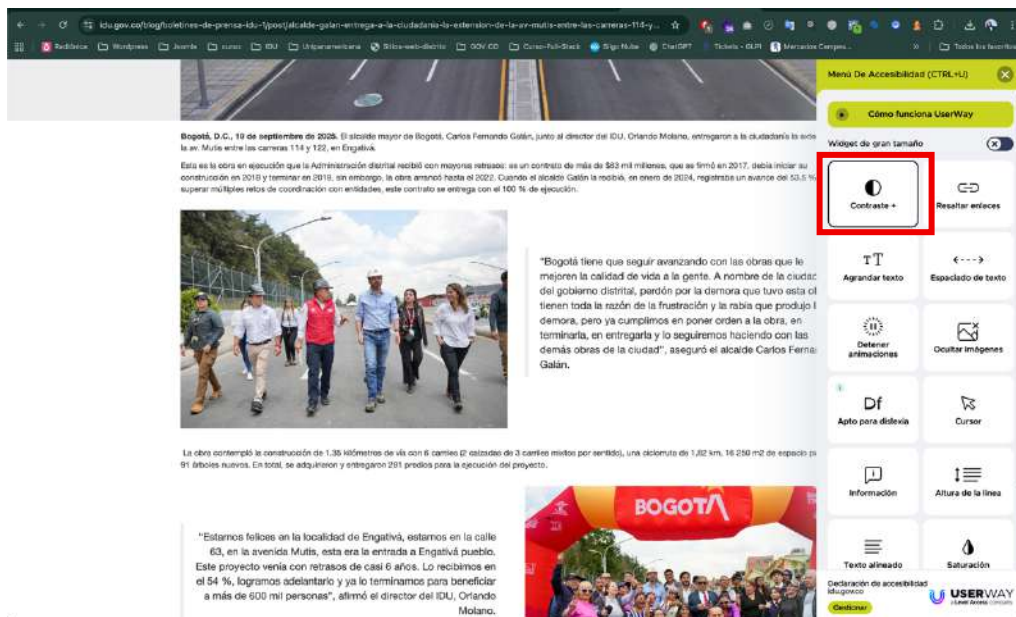 idu.gov.co/blog/boletines-de-prensa-idu-1/post/alcalde-galan-entrega-a-la-ciudadania-la-extension-de-la-av-mutis-entre-las-carreras-114-y...
Radiónica Wordpress Joomla cursos IDU Unipanamericana Sitios-web-distrito GOV CO Curso-Full-Stack Sigo Nube ChatGPT Tickets - GLPI Mercados Campes... » Todos los favoritos
Bogotá, D.C., 19 de septiembre de 2025. El alcalde mayor de Bogotá, Carlos Fernando Galán, junto al director del IDU, Orlando Molano, entregaron a la ciudadanía la
la av. Mutis entre las carreras 114 y 122, en Engativá.
Esta es la obra en ejecución que la Administración distrital recibió con mayores retrasos: es un contrato de más de $83 mil millones, que se firmó en 2017, debía iniciar su
construcción en 2018 y terminar en 2019, sin embargo, la obra arrancó hasta el 2022. Cuando el alcalde Galán la recibió, en enero de 2024, registraba un avance del 53,5 %
superar múltiples retos de coordinación con entidades, este contrato se entrega con el 100 % de ejecución.
"Bogotá tiene que seguir avanzando con las obras que le
mejoren la calidad de vida a la gente. A nombre de la ciudad
del gobierno distrital, perdón por la demora que tuvo esta
tienen toda la razón de la frustración y la rabia que produjo
demora, pero ya cumplimos en poner orden a la obra, en
terminarla, en entregarla y lo seguiremos haciendo con las
demás obras de la ciudad", aseguró el alcalde Carlos
Galán.
La obra contempló la construcción de 1.35 kilómetros de vía con 6 carriles (2 calzadas de 3 carriles mixtos por sentido), una ciclorruta de 1,82 km, 16 250 m2 de espacio
91 árboles nuevos. En total, se adquirieron y entregaron 291 predios para la ejecución del proyecto.
"Estamos felices en la localidad de Engativá, estamos en la calle
63, en la avenida Mutis, esta era la entrada a Engativá pueblo.
Este proyecto venía con retrasos de casi 6 años. Lo recibimos en
el 54 %, logramos adelantarlo y ya lo terminamos para beneficiar
a más de 600 mil personas", afirmó el director del IDU, Orlando
Molano.
BOGOTÁ
Menú De Accesibilidad (CTRL+U)
Cómo funciona UserWay
Widget de gran tamaño
Contraste +
Resaltar enlaces
Agrandar texto
Espaciado de texto
Detener
animaciones
Ocultar imágenes
Df
Apto para dislexia
Cursor
Información
Altura de la línea
Texto alineado
Saturación
Declaración de accesibilidad
idu.gov.co
Gestionar
USERWAY